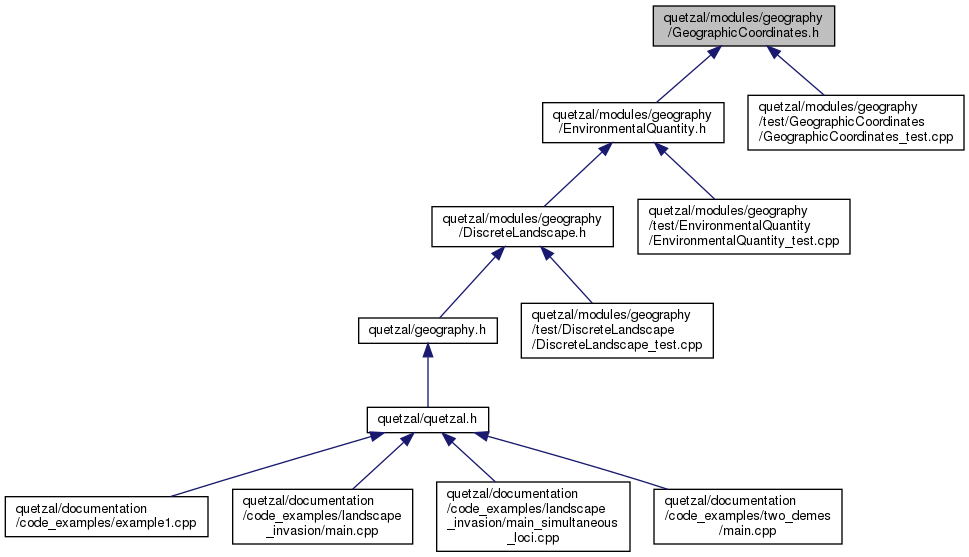 quetzal/modules/geography
/GeographicCoordinates.h
quetzal/modules/geography
/EnvironmentalQuantity.h
quetzal/modules/geography
/test/GeographicCoordinates
/GeographicCoordinates_test.cpp
quetzal/modules/geography
/DiscreteLandscape.h
quetzal/modules/geography
/test/EnvironmentalQuantity
/EnvironmentalQuantity_test.cpp
quetzal/geography.h
quetzal/modules/geography
/test/DiscreteLandscape
/DiscreteLandscape_test.cpp
quetzal/quetzal.h
quetzal/documentation
/code_examples/example1.cpp
quetzal/documentation
/code_examples/landscape
_invasion/main.cpp
quetzal/documentation
/code_examples/landscape
_invasion/main_simultaneous
_loci.cpp
quetzal/documentation
/code_examples/two_demes
/main.cpp